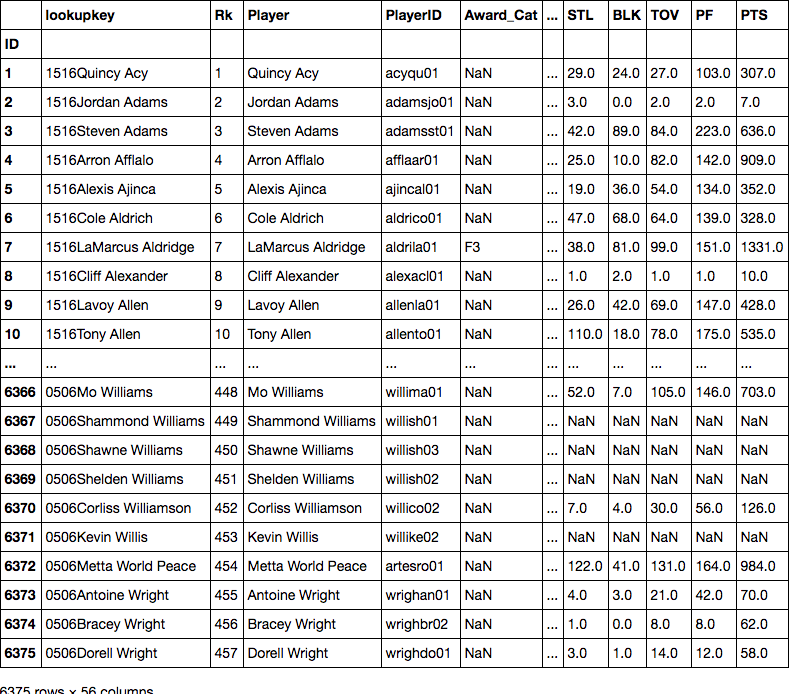 lookupkey Rk Player PlayerID Award_Cat ... STL BLK TOV PF PTS
ID
1 1516Quincy Acy 1 Quincy Acy acyqu01 NaN ... 29.0 24.0 27.0 103.0 307.0
2 1516Jordan Adams 2 Jordan Adams adamsjo01 NaN ... 3.0 0.0 2.0 2.0 7.0
3 1516Steven Adams 3 Steven Adams adamsst01 NaN ... 42.0 89.0 84.0 223.0 636.0
4 1516Arron Afflalo 4 Arron Afflalo afflaar01 NaN ... 25.0 10.0 82.0 142.0 909.0
5 1516Alexis Ajinca 5 Alexis Ajinca ajincal01 NaN ... 19.0 36.0 54.0 134.0 352.0
6 1516Cole Aldrich 6 Cole Aldrich aldrico01 NaN ... 47.0 68.0 64.0 139.0 328.0
7 1516LaMarcus Aldridge 7 LaMarcus Aldridge aldrila01 F3 ... 38.0 81.0 99.0 151.0 1331.0
8 1516Cliff Alexander 8 Cliff Alexander alexacl01 NaN ... 1.0 2.0 1.0 1.0 10.0
9 1516Lavoy Allen 9 Lavoy Allen allenla01 NaN ... 26.0 42.0 69.0 147.0 428.0
10 1516Tony Allen 10 Tony Allen allento01 NaN ... 110.0 18.0 78.0 175.0 535.0
... ... ... ... ... ... ... ... ... ... ... ...
6366 0506Mo Williams 448 Mo Williams willima01 NaN ... 52.0 7.0 105.0 146.0 703.0
6367 0506Shammond Williams 449 Shammond Williams willish01 NaN ... NaN NaN NaN NaN NaN
6368 0506Shawne Williams 450 Shawne Williams willish03 NaN ... NaN NaN NaN NaN NaN
6369 0506Shelden Williams 451 Shelden Williams willish02 NaN ... NaN NaN NaN NaN NaN
6370 0506Corliss Williamson 452 Corliss Williamson willico02 NaN ... 7.0 4.0 30.0 56.0 126.0
6371 0506Kevin Willis 453 Kevin Willis willike02 NaN ... NaN NaN NaN NaN NaN
6372 0506Metta World Peace 454 Metta World Peace artesro01 NaN ... 122.0 41.0 131.0 164.0 984.0
6373 0506Antoine Wright 455 Antoine Wright wrighan01 NaN ... 4.0 3.0 21.0 42.0 70.0
6374 0506Bracey Wright 456 Bracey Wright wrighbr02 NaN ... 1.0 0.0 8.0 8.0 62.0
6375 0506Dorell Wright 457 Dorell Wright wrighdo01 NaN ... 3.0 1.0 14.0 12.0 58.0
6375 rows × 56 columns